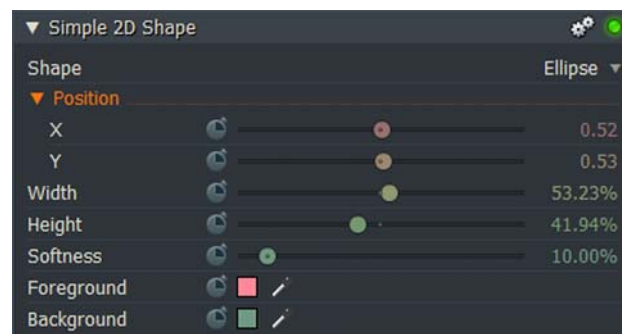 Simple 2D Shape
Shape Ellipse
Position
X 0.52
Y 0.53
Width 53.23%
Height 41.94%
Softness 10.00%
Foreground
Background